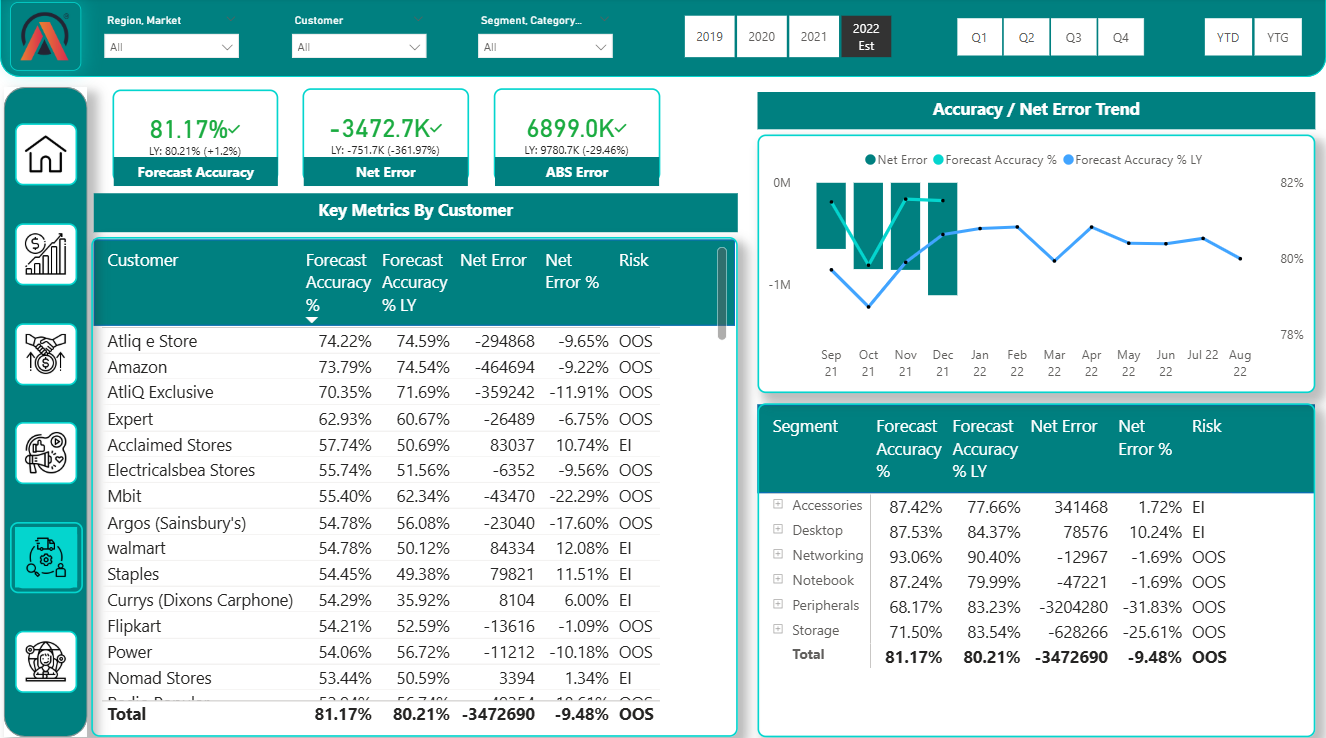 Region, Market
Customer
Segment, Category...
All
All
All
2019
2020
2021
2022
Est
Q1
Q2
Q3
Q4
YTD
YTG
81.17%
LY: 80.21% (+1.2%)
Forecast Accuracy
-3472.7K
LY: -751.7K (-361.97%)
Net Error
6899.0K
LY: 9780.7K (-29.46%)
ABS Error
Key Metrics By Customer
Customer Forecast Accuracy % Forecast Accuracy % LY Net Error Net Error % Risk
Atliq e Store 74.22% 74.59% -294868 -9.65% OOS
Amazon 73.79% 74.54% -464694 -9.22% OOS
AtliQ Exclusive 70.35% 71.69% -359242 -11.91% OOS
Expert 62.93% 60.67% -26489 -6.75% OOS
Acclaimed Stores 57.74% 50.69% 83037 10.74% EI
Electricalsbea Stores 55.74% 51.56% -6352 -9.56% OOS
Mbit 55.40% 62.34% -43470 -22.29% OOS
Argos (Sainsbury's) 54.78% 56.08% -23040 -17.60% OOS
walmart 54.78% 50.12% 84334 12.08% EI
Staples 54.45% 49.38% 79821 11.51% EI
Currys (Dixons Carphone) 54.29% 35.92% 8104 6.00% EI
Flipkart 54.21% 52.59% -13616 -1.09% OOS
Power 54.06% 56.72% -11212 -10.18% OOS
Nomad Stores 53.44% 50.59% 3394 1.34% EI
Total 81.17% 80.21% -3472690 -9.48% OOS
Accuracy / Net Error Trend
Net Error Forecast Accuracy % Forecast Accuracy % LY
0M
-1M
82%
80%
78%
Sep 21
Oct 21
Nov 21
Dec 21
Jan 22
Feb 22
Mar 22
Apr 22
May 22
Jun 22
Jul 22
Aug 22
Segment Forecast Accuracy % Forecast Accuracy % LY Net Error Net Error % Risk
Accessories 87.42% 77.66% 341468 1.72% EI
Desktop 87.53% 84.37% 78576 10.24% EI
Networking 93.06% 90.40% -12967 -1.69% OOS
Notebook 87.24% 79.99% -47221 -1.69% OOS
Peripherals 68.17% 83.23% -3204280 -31.83% OOS
Storage 71.50% 83.54% -628266 -25.61% OOS
Total 81.17% 80.21% -3472690 -9.48% OOS